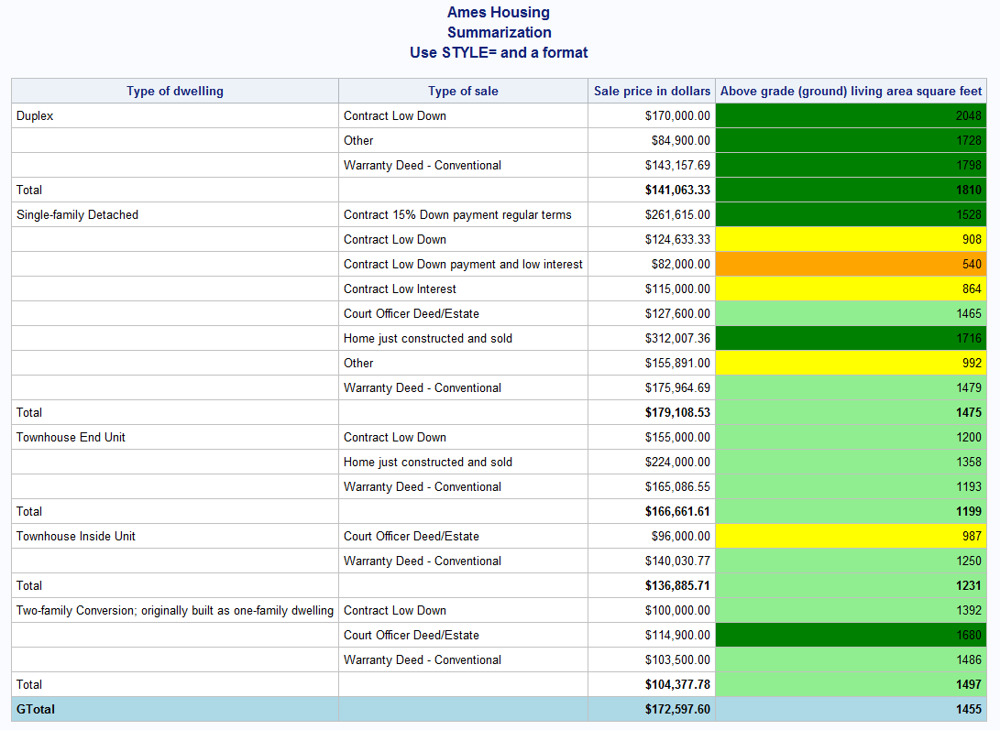 Ames Housing
Summarization
Use STYLE= and a format
Type of dwelling Type of sale Sale price in dollars Above grade (ground) living area square feet
Duplex Contract Low Down $170,000.00 2048
Other $84,900.00 1728
Warranty Deed - Conventional $143,157.69 1798
Total $141,063.33 1810
Single-family Detached Contract 15% Down payment regular terms $261,615.00 1528
Contract Low Down $124,633.33 908
Contract Low Down payment and low interest $82,000.00 540
Contract Low Interest $115,000.00 864
Court Officer Deed/Estate $127,600.00 1465
Home just constructed and sold $312,007.36 1716
Other $155,891.00 992
Warranty Deed - Conventional $175,964.69 1479
Total $179,108.53 1475
Townhouse End Unit Contract Low Down $155,000.00 1200
Home just constructed and sold $224,000.00 1358
Warranty Deed - Conventional $165,086.55 1193
Total $166,661.61 1199
Townhouse Inside Unit Court Officer Deed/Estate $96,000.00 987
Warranty Deed - Conventional $140,030.77 1250
Total $136,885.71 1231
Two-family Conversion; originally built as one-family dwelling Contract Low Down $100,000.00 1392
Court Officer Deed/Estate $114,900.00 1680
Warranty Deed - Conventional $103,500.00 1486
Total $104,377.78 1497
GTotal $172,597.60 1455